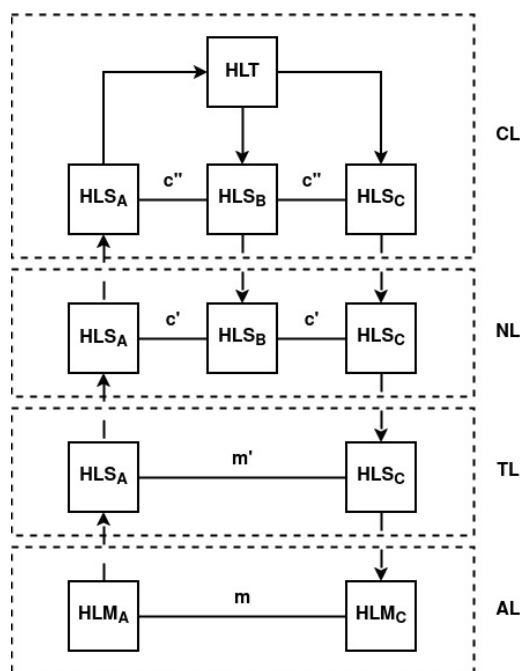 HLT
CL
c" c"
HLSA HLSB HLSC
c' c'
HLSA HLSB HLSC
NL
m'
HLSA HLSC
TL
m
HLMA HLMC
AL